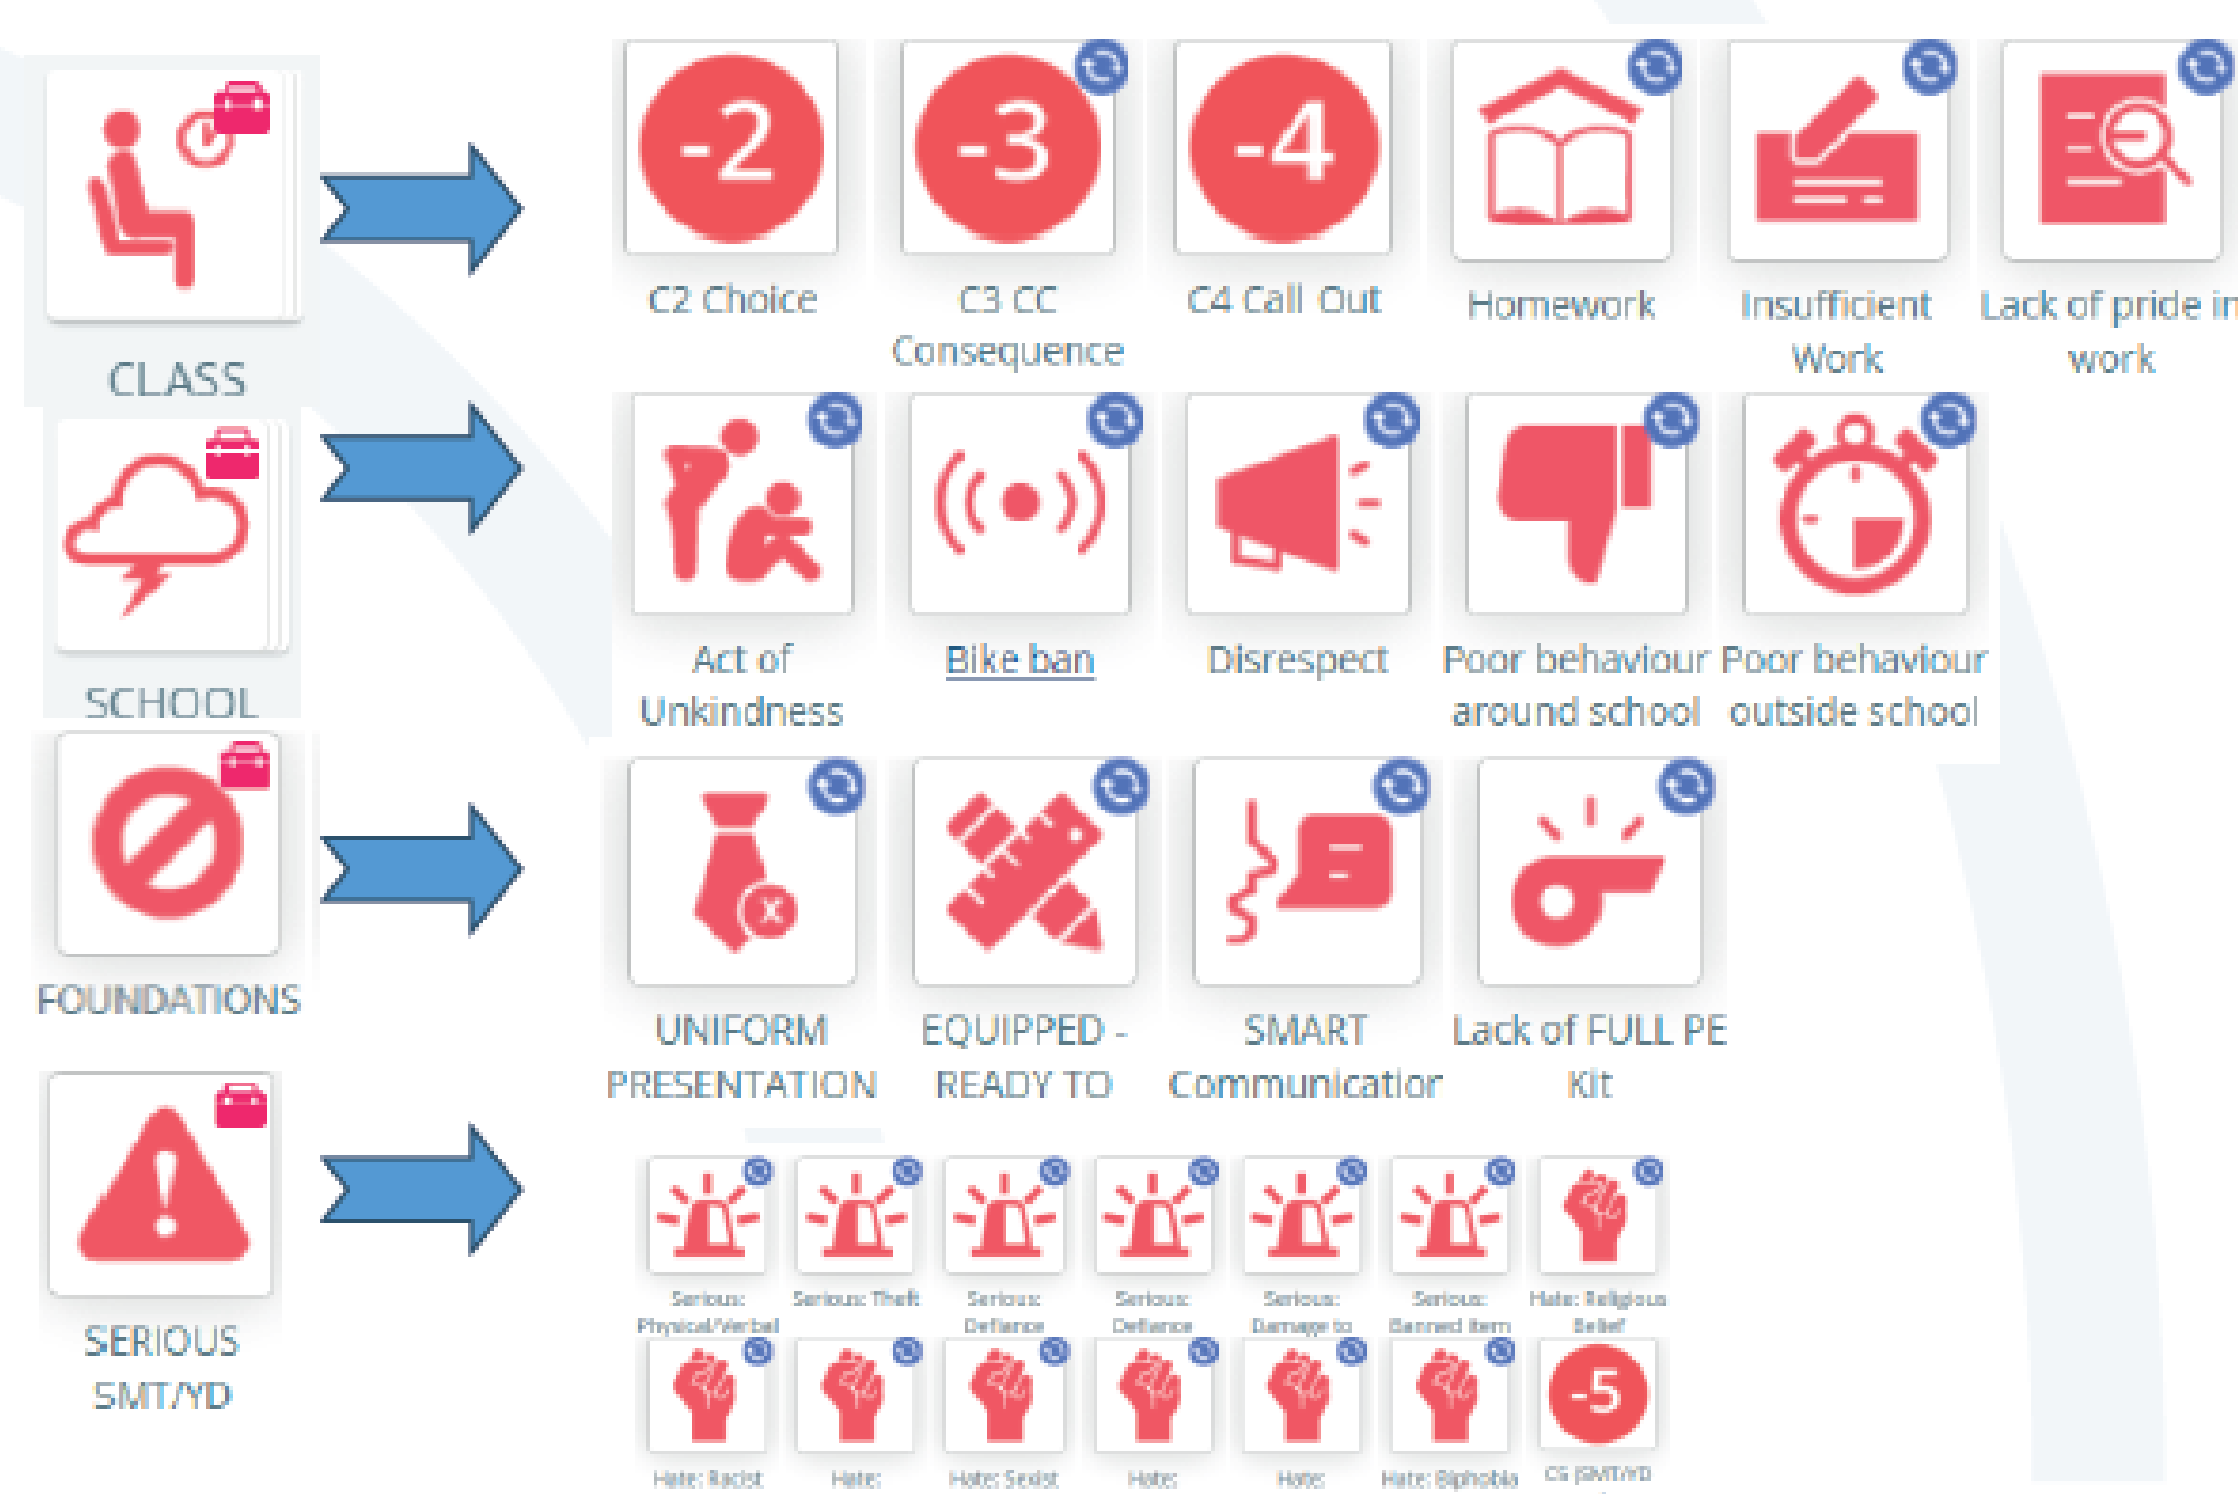 -2
-3
-4
C2 Choice
C3 CC
Consequence
C4 Call Out
Homework
Insufficient
Work
Lack of pride in
work
CLASS
Act of
Unkindness
Bike ban
Disrespect
Poor behaviour
around school
Poor behaviour
outside school
SCHOOL
UNIFORM
PRESENTATION
EQUIPPED -
READY TO
SMART
Communication
Lack of FULL PE
Kit
FOUNDATIONS
Serious:
Physical/Verbal
Serious: Theft
Serious:
Defiance
Serious:
Defiance
Serious:
Damage to
Serious:
Banned Item
Hate: Religious
Belief
SERIOUS
SMT/YD
-5
Hate: Racist
Hate:
Hate: Sexist
Hate:
Hate:
Hate: Biphobia
C5 (SMT/YD